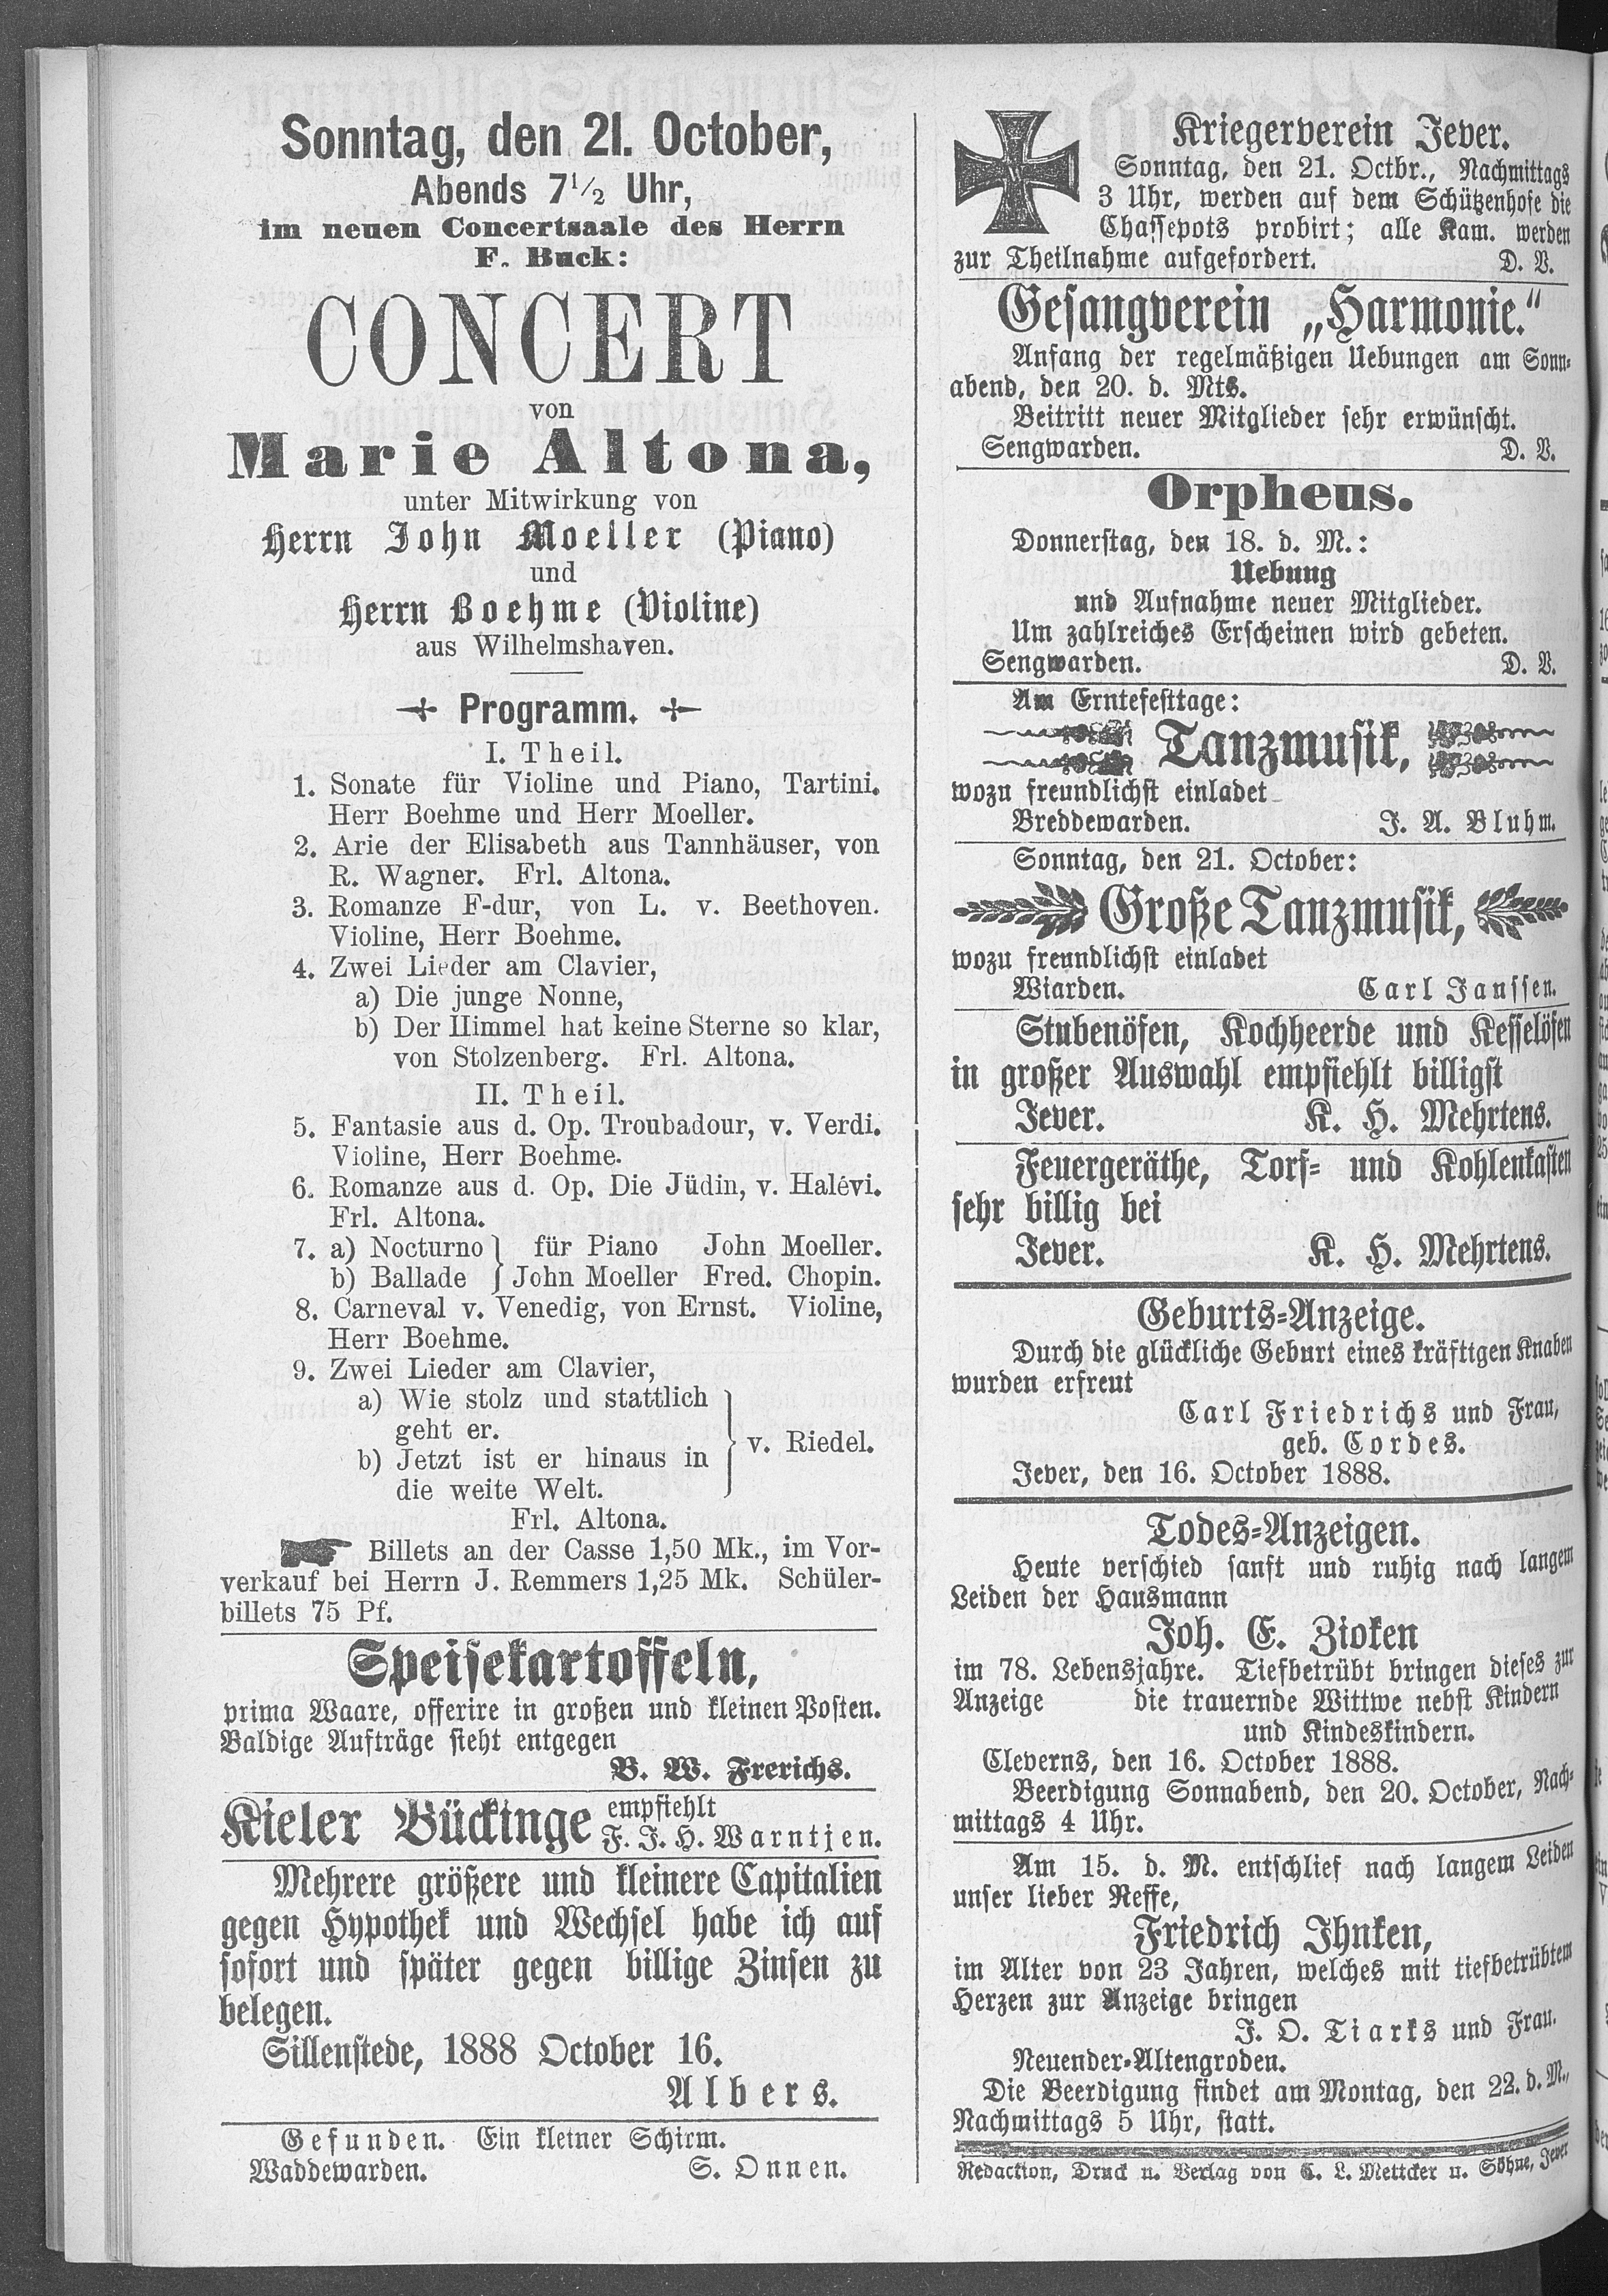 Sonntag, den 21. October,
Abends 7 1/2 Uhr,
im neuen Concertsaale des Herrn
F. Buck:
CONCERT
von
Marie Altona,
unter Mitwirkung von
Herrn John Moeller (Piano)
und
Herrn Boehme (Violine)
aus Wilhelmshaven.
Programm.
I. Theil.
1. Sonate für Violine und Piano, Tartini.
Herr Boehme und Herr Moeller.
2. Arie der Elisabeth aus Tannhäuser, von
R. Wagner. Frl. Altona.
3. Romanze F-dur, von L. v. Beethoven.
Violine, Herr Boehme.
4. Zwei Lieder am Clavier,
a) Die junge Nonne,
b) Der Himmel hat keine Sterne so klar,
von Stolzenberg. Frl. Altona.
II. Theil.
5. Fantasie aus d. Op. Troubadour, v. Verdi.
Violine, Herr Boehme.
6. Romanze aus d. Op. Die Jüdin, v. Halévi.
Frl. Altona.
7. a) Nocturno } für Piano John Moeller.
b) Ballade } John Moeller Fred. Chopin.
8. Carneval v. Venedig, von Ernst. Violine,
Herr Boehme.
9. Zwei Lieder am Clavier,
a) Wie stolz und stattlich
geht er.
b) Jetzt ist er hinaus in
die weite Welt.
} v. Riedel.
Frl. Altona.
Billets an der Casse 1,50 Mk., im Vor-
verkauf bei Herrn J. Remmers 1,25 Mk. Schüler-
billets 75 Pf.
Speisekartoffeln,
prima Waare, offerire in großen und kleinen Posten.
Baldige Aufträge sieht entgegen
B. W. Frerichs.
Kieler Bückinge empfiehlt
F. J. H. Warntjen.
Mehrere größere und kleinere Capitalien
gegen Hypothek und Wechsel habe ich auf
sofort und später gegen billige Zinsen zu
belegen.
Sillenstede, 1888 October 16.
Albers.
Gefunden. Ein kleiner Schirm.
Waddewarden. S. Onnen.
Kriegerverein Jever.
Sonntag, den 21. Octbr., Nachmittags
3 Uhr, werden auf dem Schützenhofe die
Chassepots probirt; alle Kam. werden
zur Theilnahme aufgefordert. D. V.
Gesangverein „Harmonie.“
Anfang der regelmäßigen Uebungen am Sonn-
abend, den 20. d. Mts.
Beitritt neuer Mitglieder sehr erwünscht.
Sengwarden. D. V.
Orpheus.
Donnerstag, den 18. d. M.:
Uebung
und Aufnahme neuer Mitglieder.
Um zahlreiches Erscheinen wird gebeten.
Sengwarden. D. V.
Am Erntefesttage:
Tanzmusik,
wozu freundlichst einladet
Breddewarden. J. A. Bluhm.
Sonntag, den 21. October:
Große Tanzmusik,
wozu freundlichst einladet
Wiarden. Carl Janssen.
Stubenöfen, Kochheerde und Kesselöfen
in großer Auswahl empfiehlt billigst
Jever. K. H. Mehrtens.
Feuergeräthe, Torf- und Kohlenkasten
sehr billig bei
Jever. K. H. Mehrtens.
Geburts-Anzeige.
Durch die glückliche Geburt eines kräftigen Knaben
wurden erfreut
Carl Friedrichs und Frau,
geb. Cordes.
Jever, den 16. October 1888.
Todes-Anzeigen.
Heute verschied sanft und ruhig nach langem
Leiden der Hausmann
Joh. E. Zioken
im 78. Lebensjahre. Tiefbetrübt bringen dieses zur
Anzeige die trauernde Wittwe nebst Kindern
und Kindeskindern.
Cleverns, den 16. October 1888.
Beerdigung Sonnabend, den 20. October, Nach-
mittags 4 Uhr.
Am 15. d. M. entschlief nach langem Leiden
unser lieber Neffe,
Friedrich Ihnken,
im Alter von 23 Jahren, welches mit tiefbetrübtem
Herzen zur Anzeige bringen
J. O. Tiarks und Frau.
Neuender-Altengroden.
Die Beerdigung findet am Montag, den 22. d. M.,
Nachmittags 5 Uhr, statt.
Redaction, Druck u. Verlag von C. L. Mettcker u. Söhne, Jever